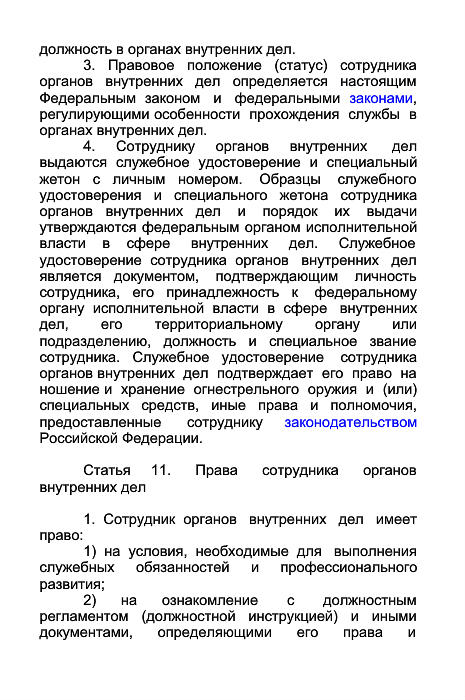 должность в органах внутренних дел.
3. Правовое положение (статус) сотрудника
органов внутренних дел определяется настоящим
Федеральным законом и федеральными законами,
регулирующими особенности прохождения службы в
органах внутренних дел.
4. Сотруднику органов внутренних дел
выдаются служебное удостоверение и специальный
жетон с личным номером. Образцы служебного
удостоверения и специального жетона сотрудника
органов внутренних дел и порядок их выдачи
утверждаются федеральным органом исполнительной
власти в сфере внутренних дел. Служебное
удостоверение сотрудника органов внутренних дел
является документом, подтверждающим личность
сотрудника, его принадлежность к федеральному
органу исполнительной власти в сфере внутренних
дел, его территориальному органу или
подразделению, должность и специальное звание
сотрудника. Служебное удостоверение сотрудника
органов внутренних дел подтверждает его право на
ношение и хранение огнестрельного оружия и (или)
специальных средств, иные права и полномочия,
предоставленные сотруднику законодательством
Российской Федерации.
Статья 11. Права сотрудника органов
внутренних дел
1. Сотрудник органов внутренних дел имеет
право:
1) на условия, необходимые для выполнения
служебных обязанностей и профессионального
развития;
2) на ознакомление с должностным
регламентом (должностной инструкцией) и иными
документами, определяющими его права и